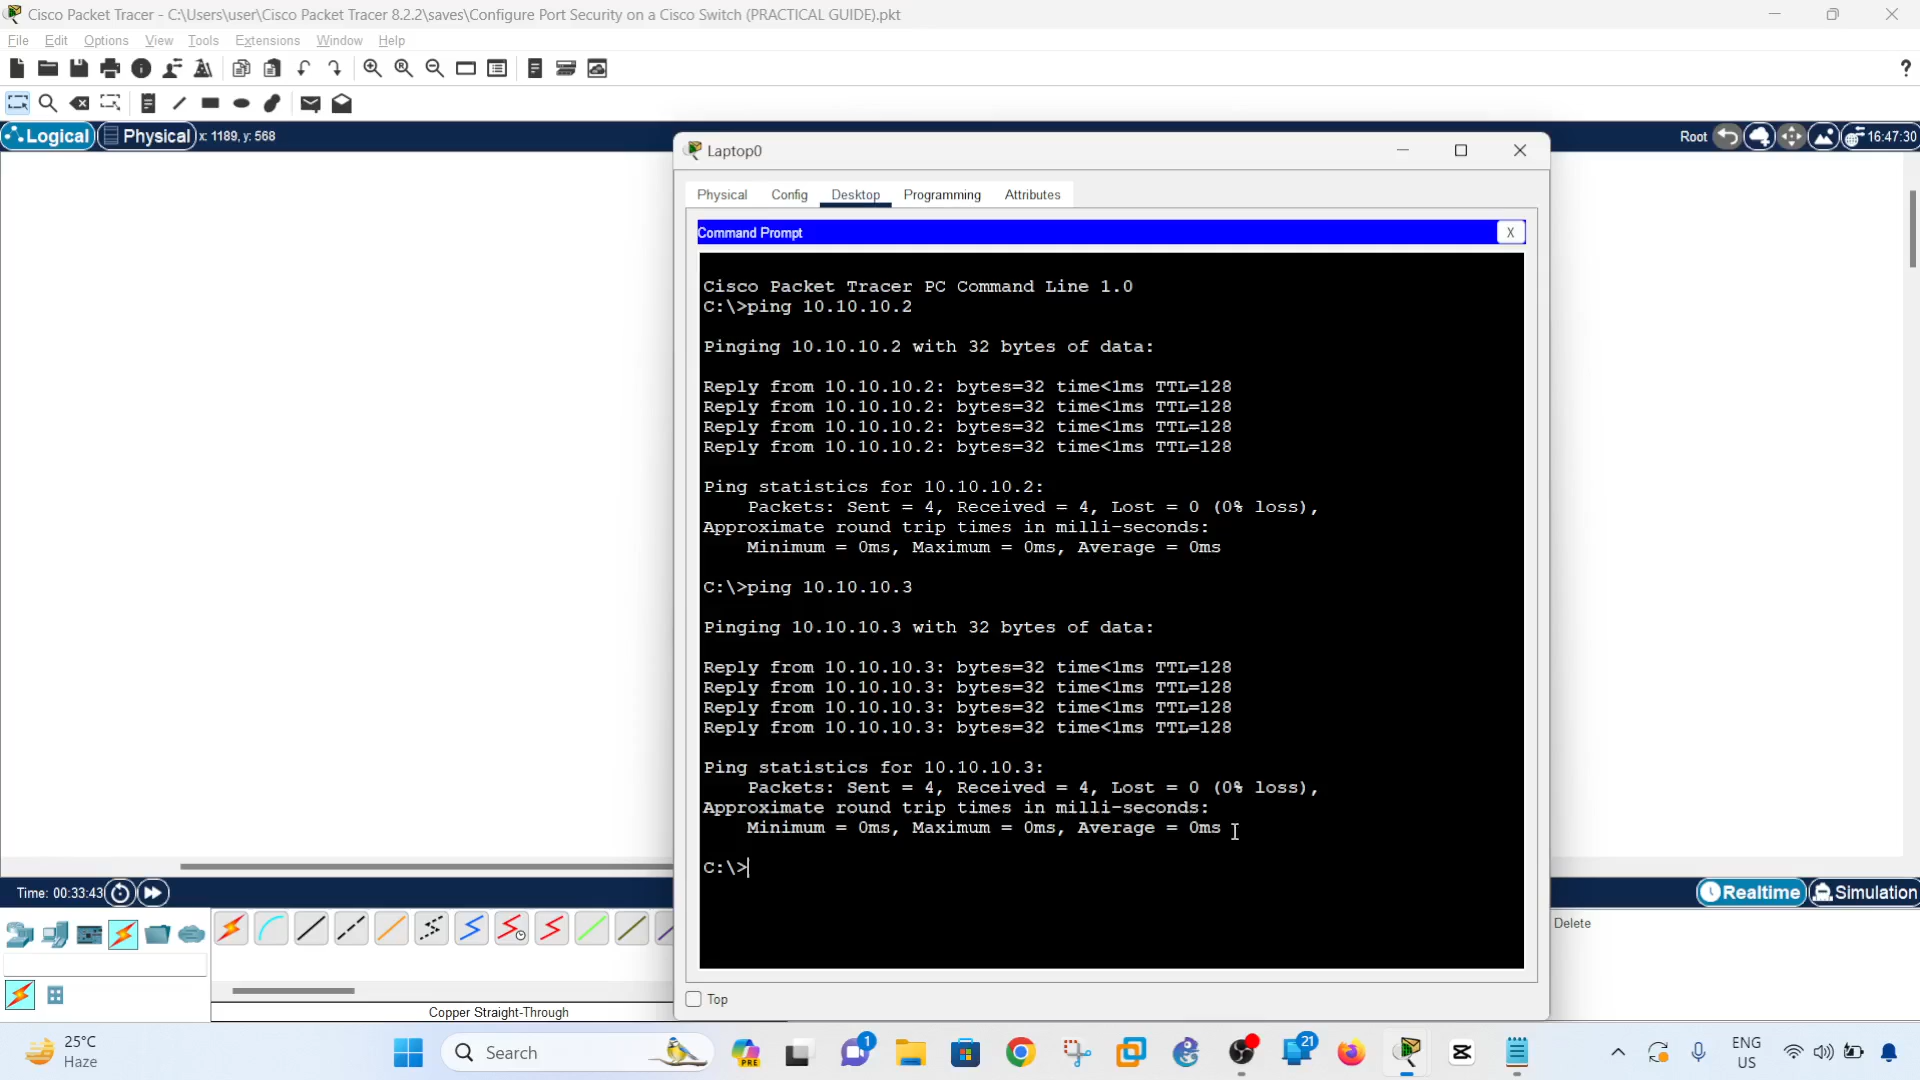 Cisco Packet Tracer - C:\Users\user\Cisco Packet Tracer 8.2.2\saves\Configure Port Security on a Cisco Switch (PRACTICAL GUIDE).pkt
File Edit Options View Tools Extensions Window Help
?
Logical Physical x: 1189, y: 568
Root 16:47:30
Laptop0
Physical Config Desktop Programming Attributes
Command Prompt X
Cisco Packet Tracer PC Command Line 1.0
C:\>ping 10.10.10.2
Pinging 10.10.10.2 with 32 bytes of data:
Reply from 10.10.10.2: bytes=32 time<1ms TTL=128
Reply from 10.10.10.2: bytes=32 time<1ms TTL=128
Reply from 10.10.10.2: bytes=32 time<1ms TTL=128
Reply from 10.10.10.2: bytes=32 time<1ms TTL=128
Ping statistics for 10.10.10.2:
Packets: Sent = 4, Received = 4, Lost = 0 (0% loss),
Approximate round trip times in milli-seconds:
Minimum = 0ms, Maximum = 0ms, Average = 0ms
C:\>ping 10.10.10.3
Pinging 10.10.10.3 with 32 bytes of data:
Reply from 10.10.10.3: bytes=32 time<1ms TTL=128
Reply from 10.10.10.3: bytes=32 time<1ms TTL=128
Reply from 10.10.10.3: bytes=32 time<1ms TTL=128
Reply from 10.10.10.3: bytes=32 time<1ms TTL=128
Ping statistics for 10.10.10.3:
Packets: Sent = 4, Received = 4, Lost = 0 (0% loss),
Approximate round trip times in milli-seconds:
Minimum = 0ms, Maximum = 0ms, Average = 0ms
C:\>
Top
Time: 00:33:43
Realtime Simulation
Delete
Copper Straight-Through
25°C
Haze
Search
PRE
1
21
ENG
US